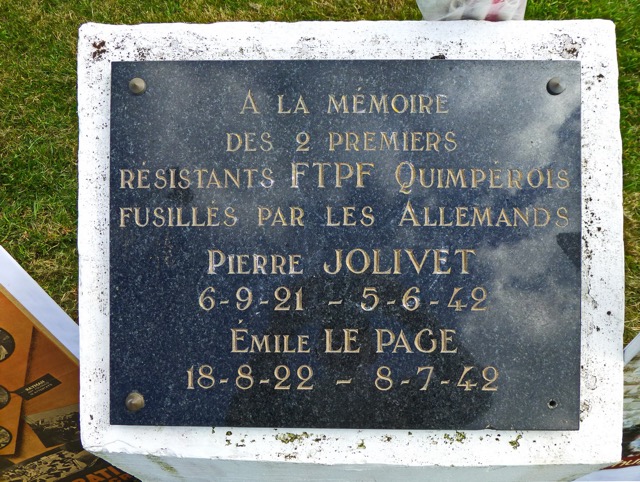 A LA MÉMOIRE
DES 2 PREMIERS
RÉSISTANTS FTPF QUIMPÉROIS
FUSILLÉS PAR LES ALLEMANDS
PIERRE JOLIVET
6-9-21 - 5-6-42
ÉMILE LE PAGE
18-8-22 - 8-7-42